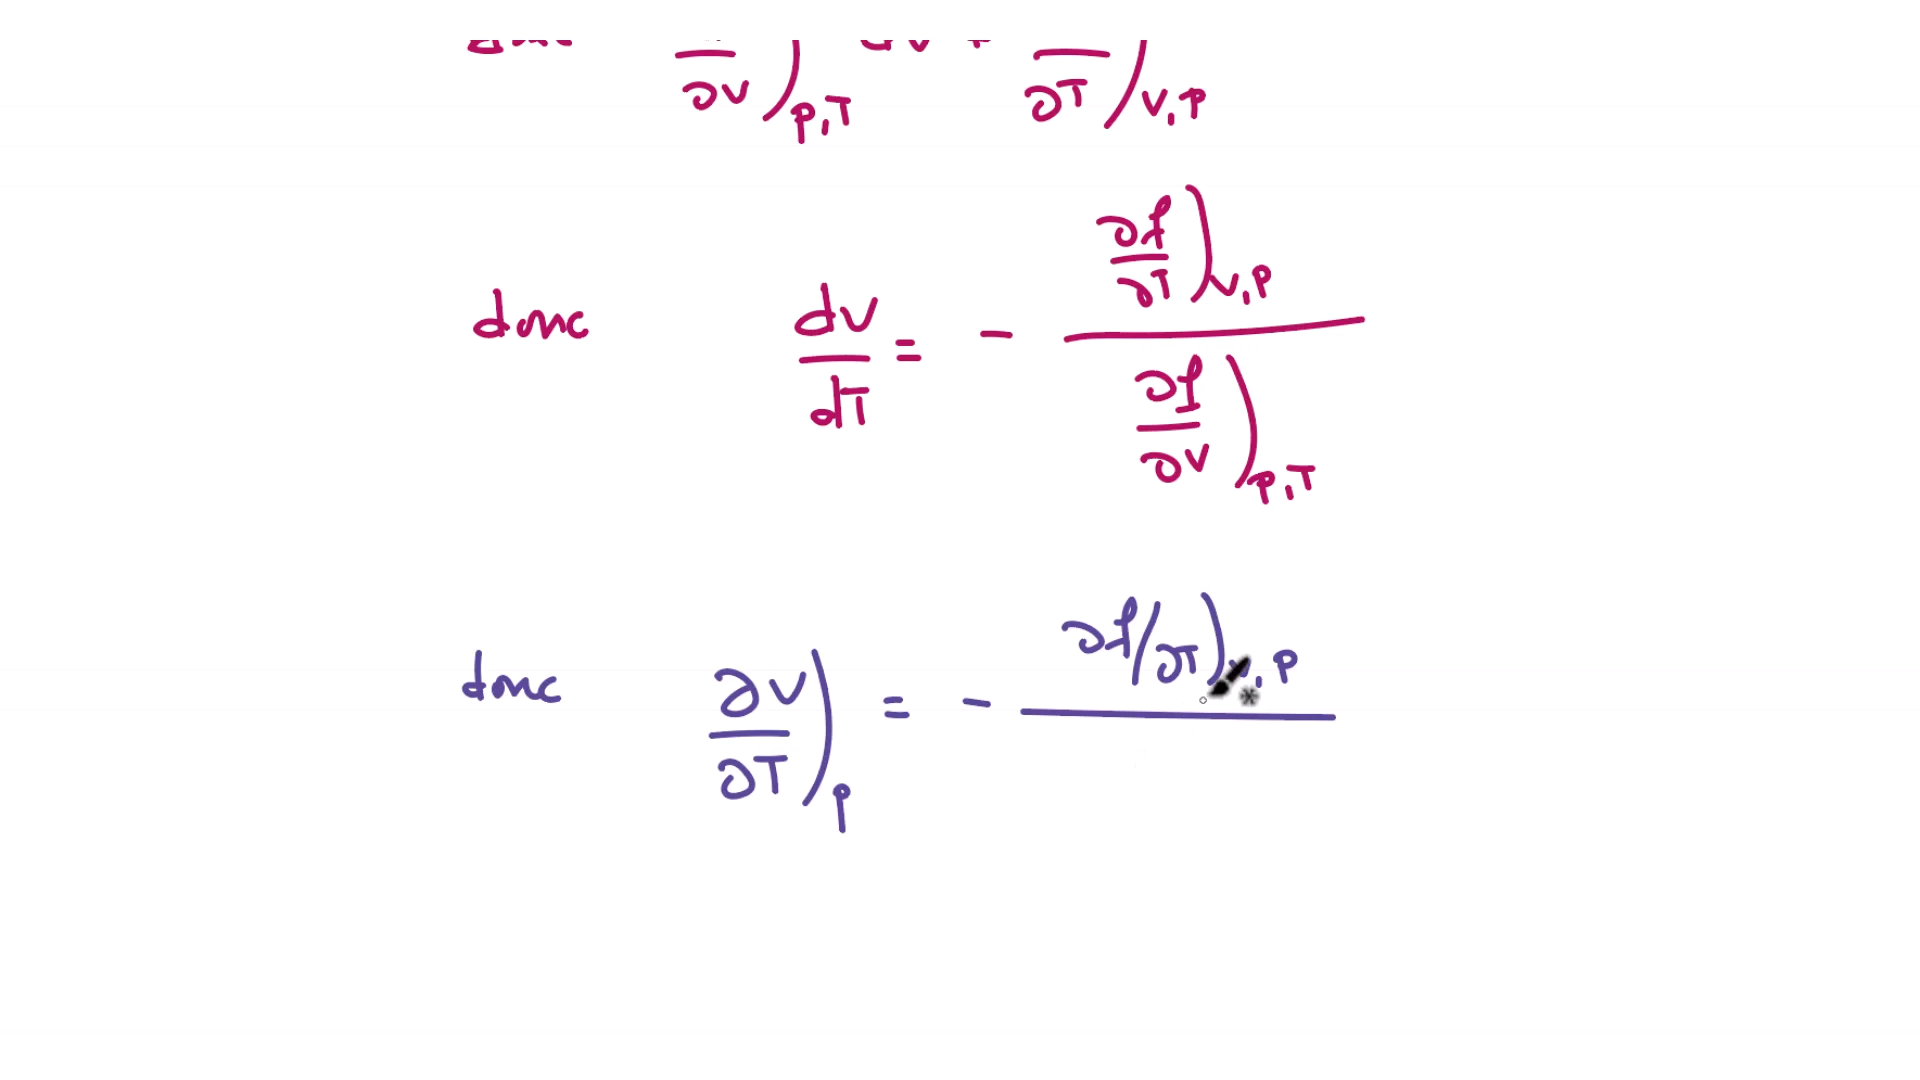 ∂V )P,T ∂T )V,P
donc dV/dT = - ∂f/∂T )V,P / ∂f/∂V )P,T
donc ∂V/∂T )P = - ∂f/∂T )V,P